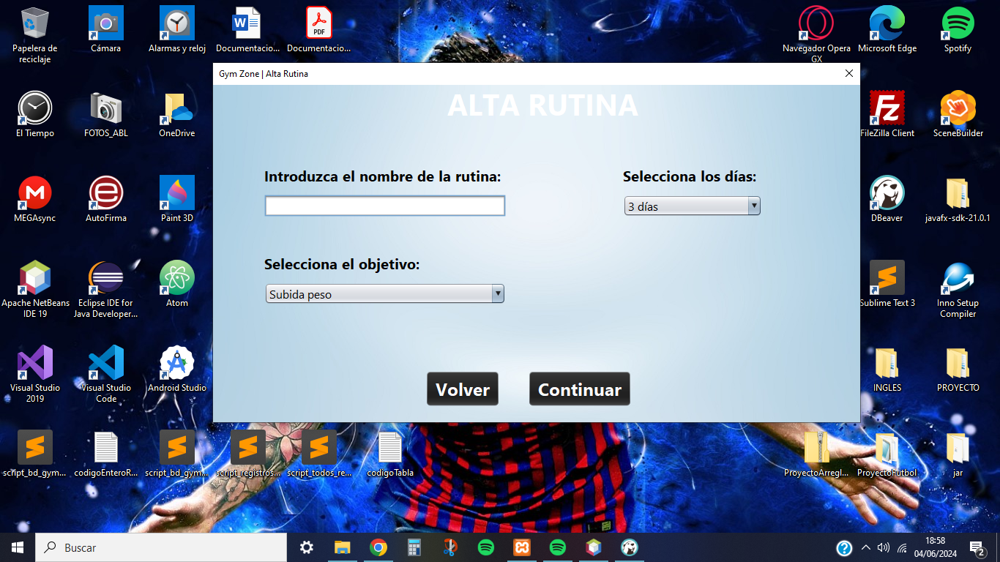 Papelera de
reciclaje
Cámara
Alarmas y reloj
Documentacio...
PDF
Documentacio...
Navegador Opera
GX
Microsoft Edge
Spotify
Gym Zone | Alta Rutina
ALTA RUTINA
El Tiempo
FOTOS_ABL
OneDrive
FileZilla Client
SceneBuilder
Introduzca el nombre de la rutina:
Selecciona los días:
3 días
MEGAsync
AutoFirma
Paint 3D
DBeaver
javafx-sdk-21.0.1
Selecciona el objetivo:
Subida peso
Apache NetBeans
IDE 19
Eclipse IDE for
Java Developer...
Atom
Sublime Text 3
Inno Setup
Compiler
Volver
Continuar
Visual Studio
2019
Visual Studio
Code
Android Studio
INGLES
PROYECTO
script_bd_gym...
codigoEnteroR...
script_bd_gym...
script_registros...
script_todos_re...
codigoTabla
ProyectoArregl...
ProyectoFutbol
jar
Buscar
18:58
04/06/2024
2